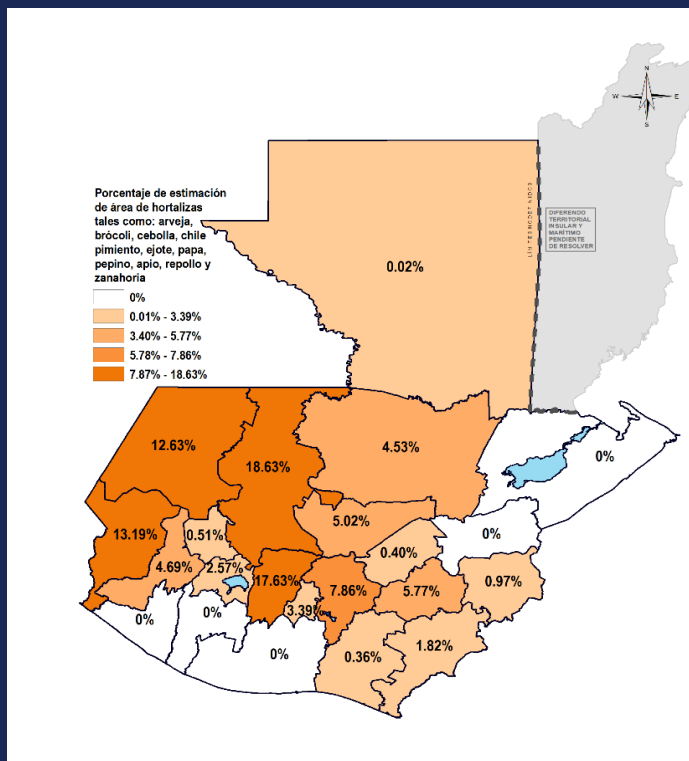 N
W E
S
Porcentaje de estimación
de área de hortalizas
tales como: arveja,
brócoli, cebolla, chile
pimiento, ejote, papa,
pepino, apio, repollo y
zanahoria
0%
0.01% - 3.39%
3.40% - 5.77%
5.78% - 7.86%
7.87% - 18.63%
DIFERENDO
TERRITORIAL
INSULAR Y
MARÍTIMO
PENDIENTE
DE RESOLVER
0.02%
12.63%
18.63%
4.53%
0%
13.19%
0.51%
5.02%
0%
4.69%
2.57%
17.63%
0.40%
7.86%
5.77%
0.97%
0%
0%
3.39%
0%
0.36%
1.82%